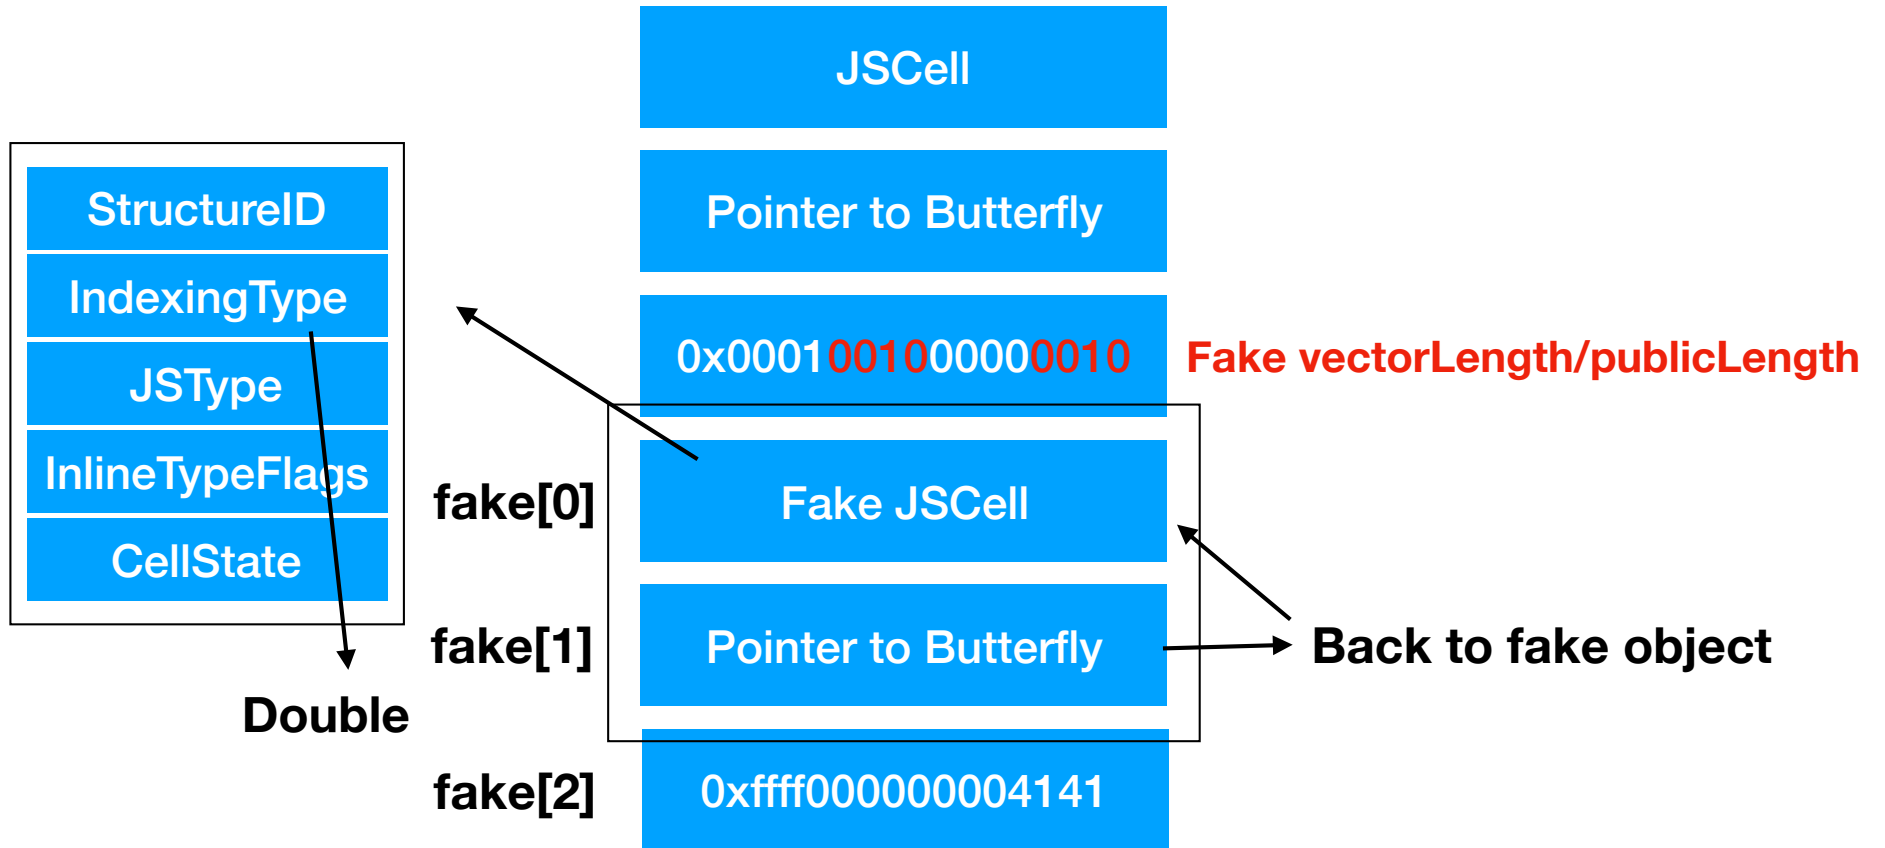 JSCell
Pointer to Butterfly
0x0001001000000010 Fake vectorLength/publicLength
StructureID
IndexingType
JSType
InlineTypeFlags
CellState
Double
fake[0] Fake JSCell
fake[1] Pointer to Butterfly Back to fake object
fake[2] 0xffff000000004141